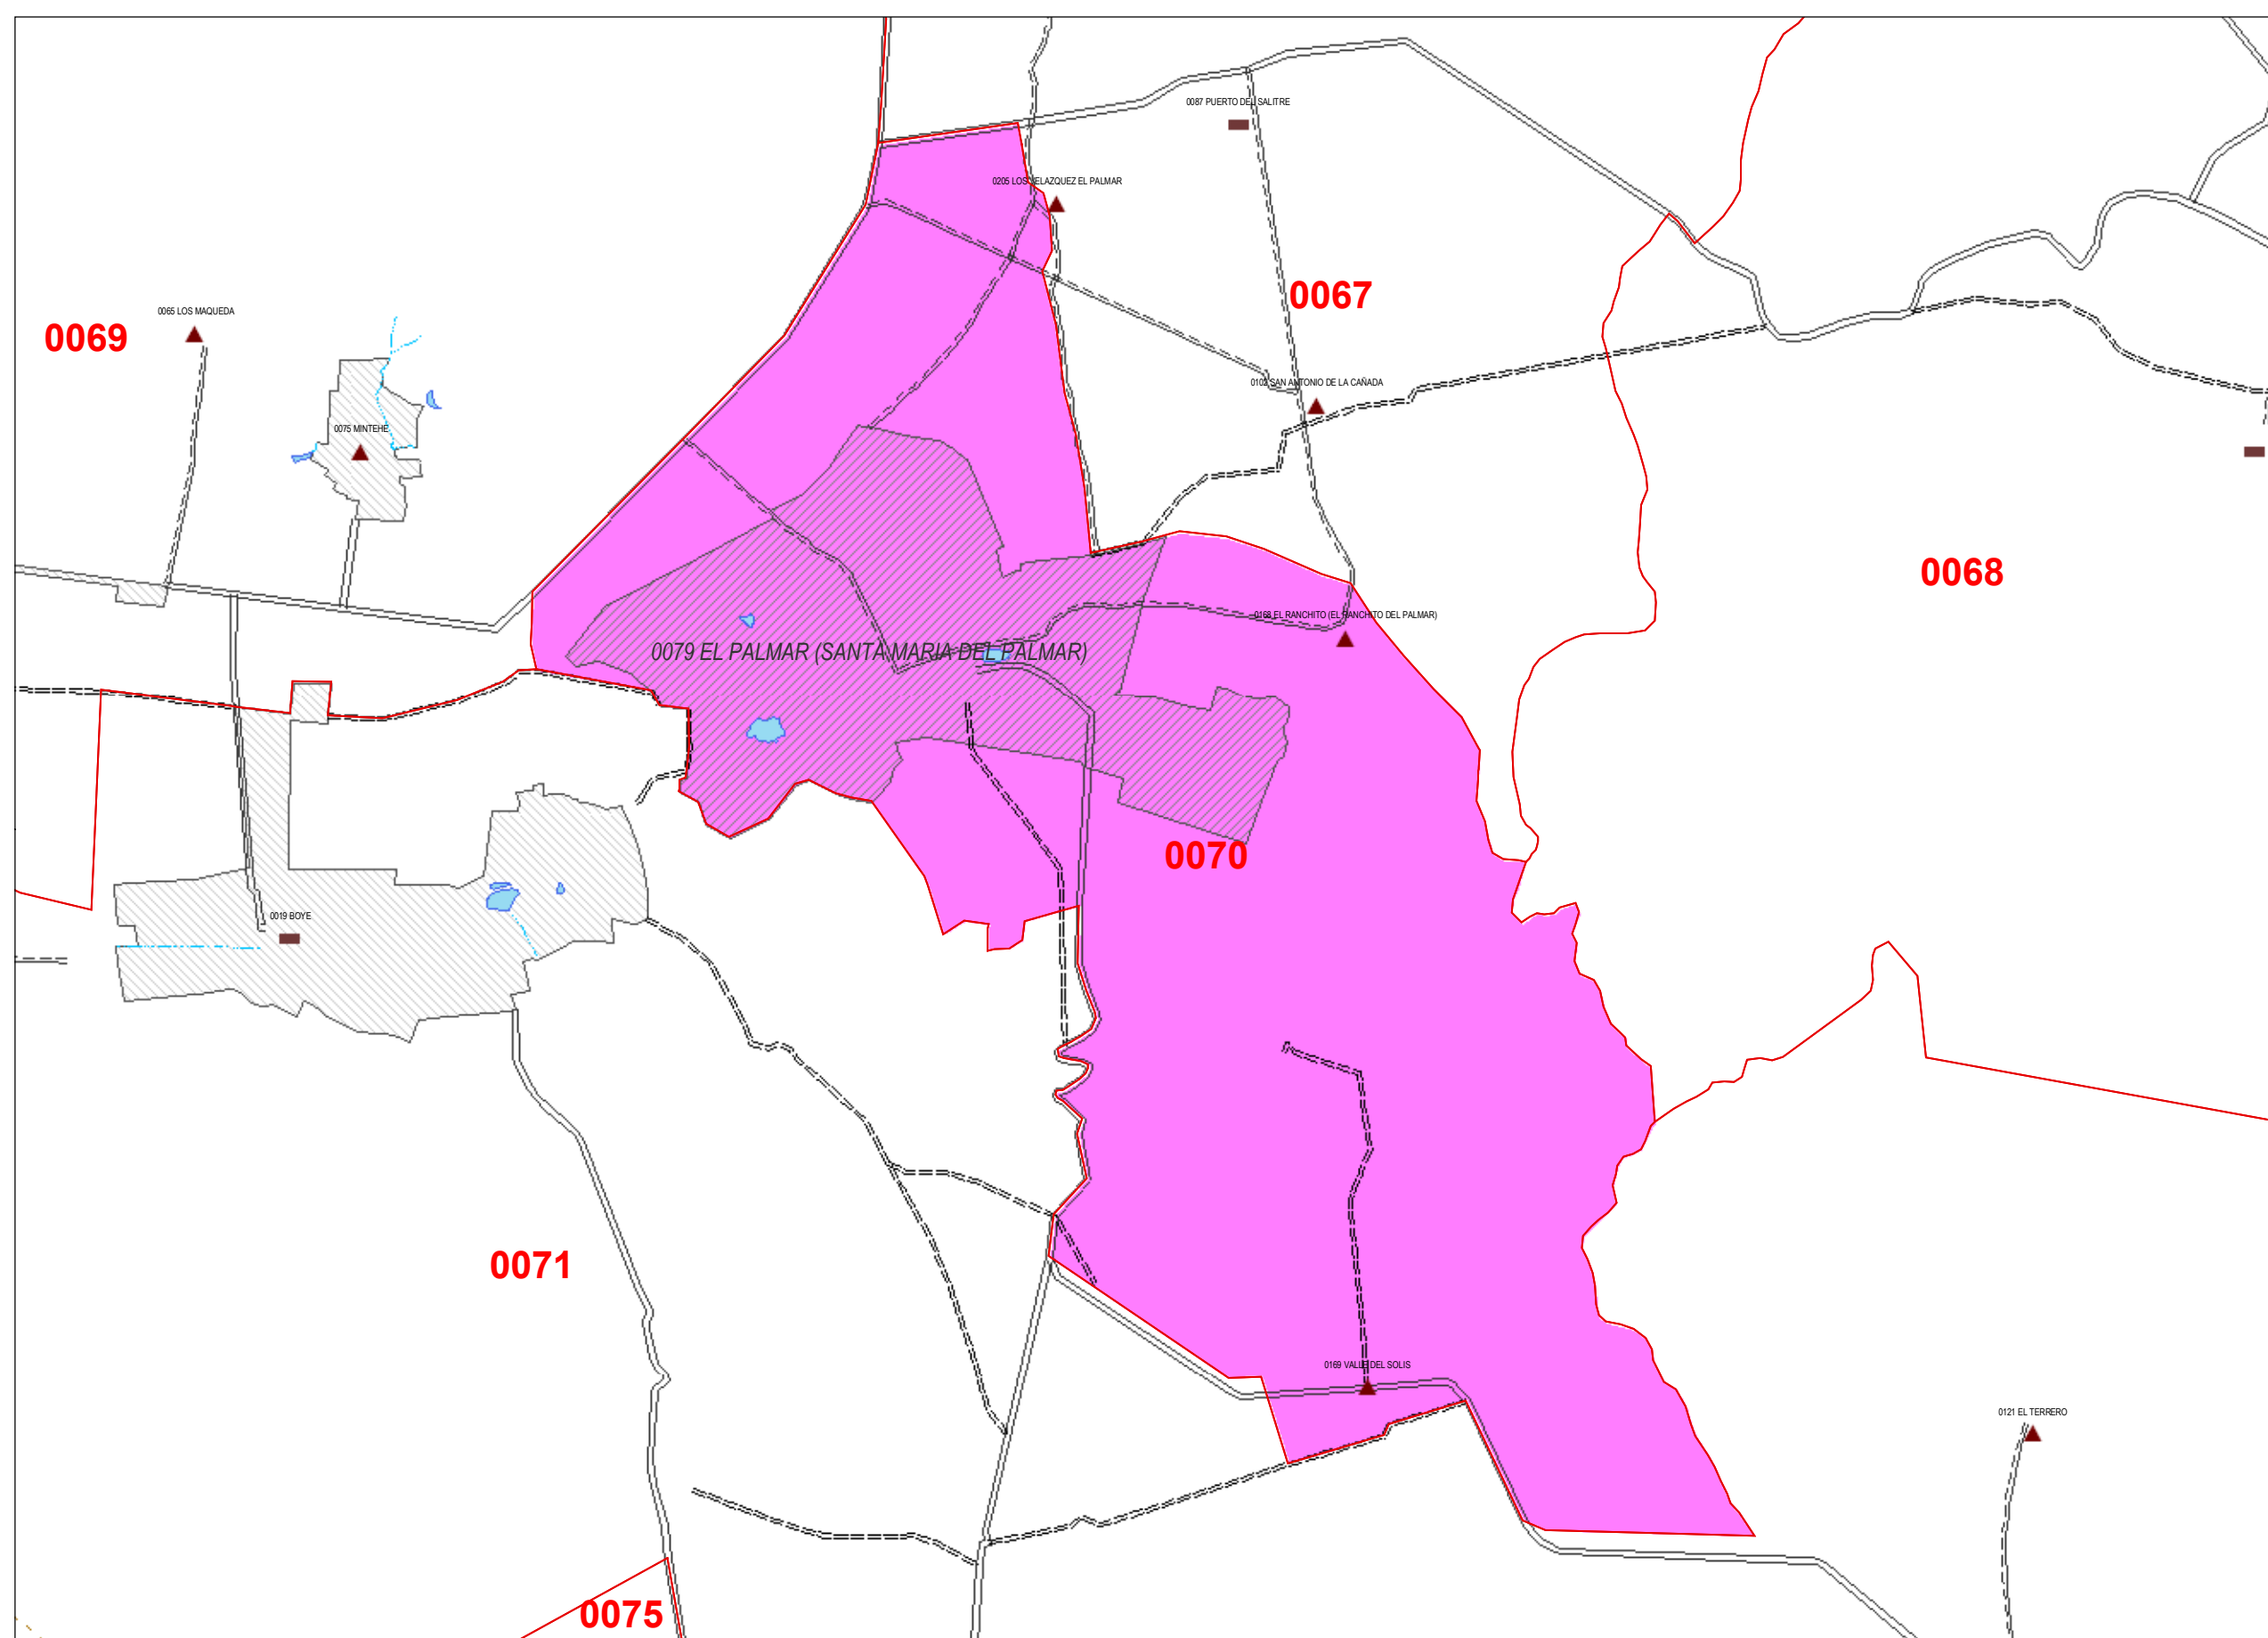 0087 PUERTO DEL SALITRE
0205 LOS VELAZQUEZ EL PALMAR
0067
0065 LOS MAQUEDA
0069
0102 SAN ANTONIO DE LA CAÑADA
0075 MINTEHE
0068
0168 EL RANCHITO (EL RANCHITO DEL PALMAR)
0079 EL PALMAR (SANTA MARIA DEL PALMAR)
0070
0019 BOYE
0071
0169 VALLE DEL SOLIS
0121 EL TERRERO
0075